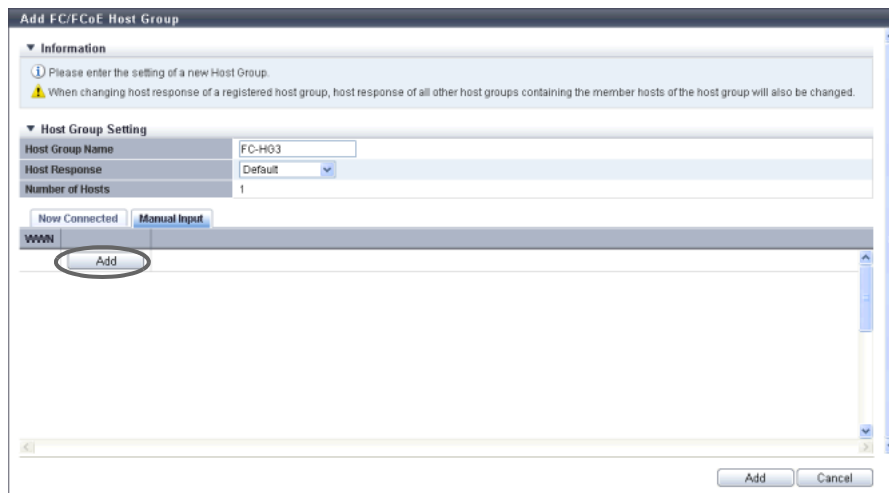 Add FC/FCoE Host Group
Information
Please enter the setting of a new Host Group.
When changing host response of a registered host group, host response of all other host groups containing the member hosts of the host group will also be changed.
Host Group Setting
Host Group Name FC-HG3
Host Response Default
Number of Hosts 1
Now Connected Manual Input
WWN
Add
Add Cancel